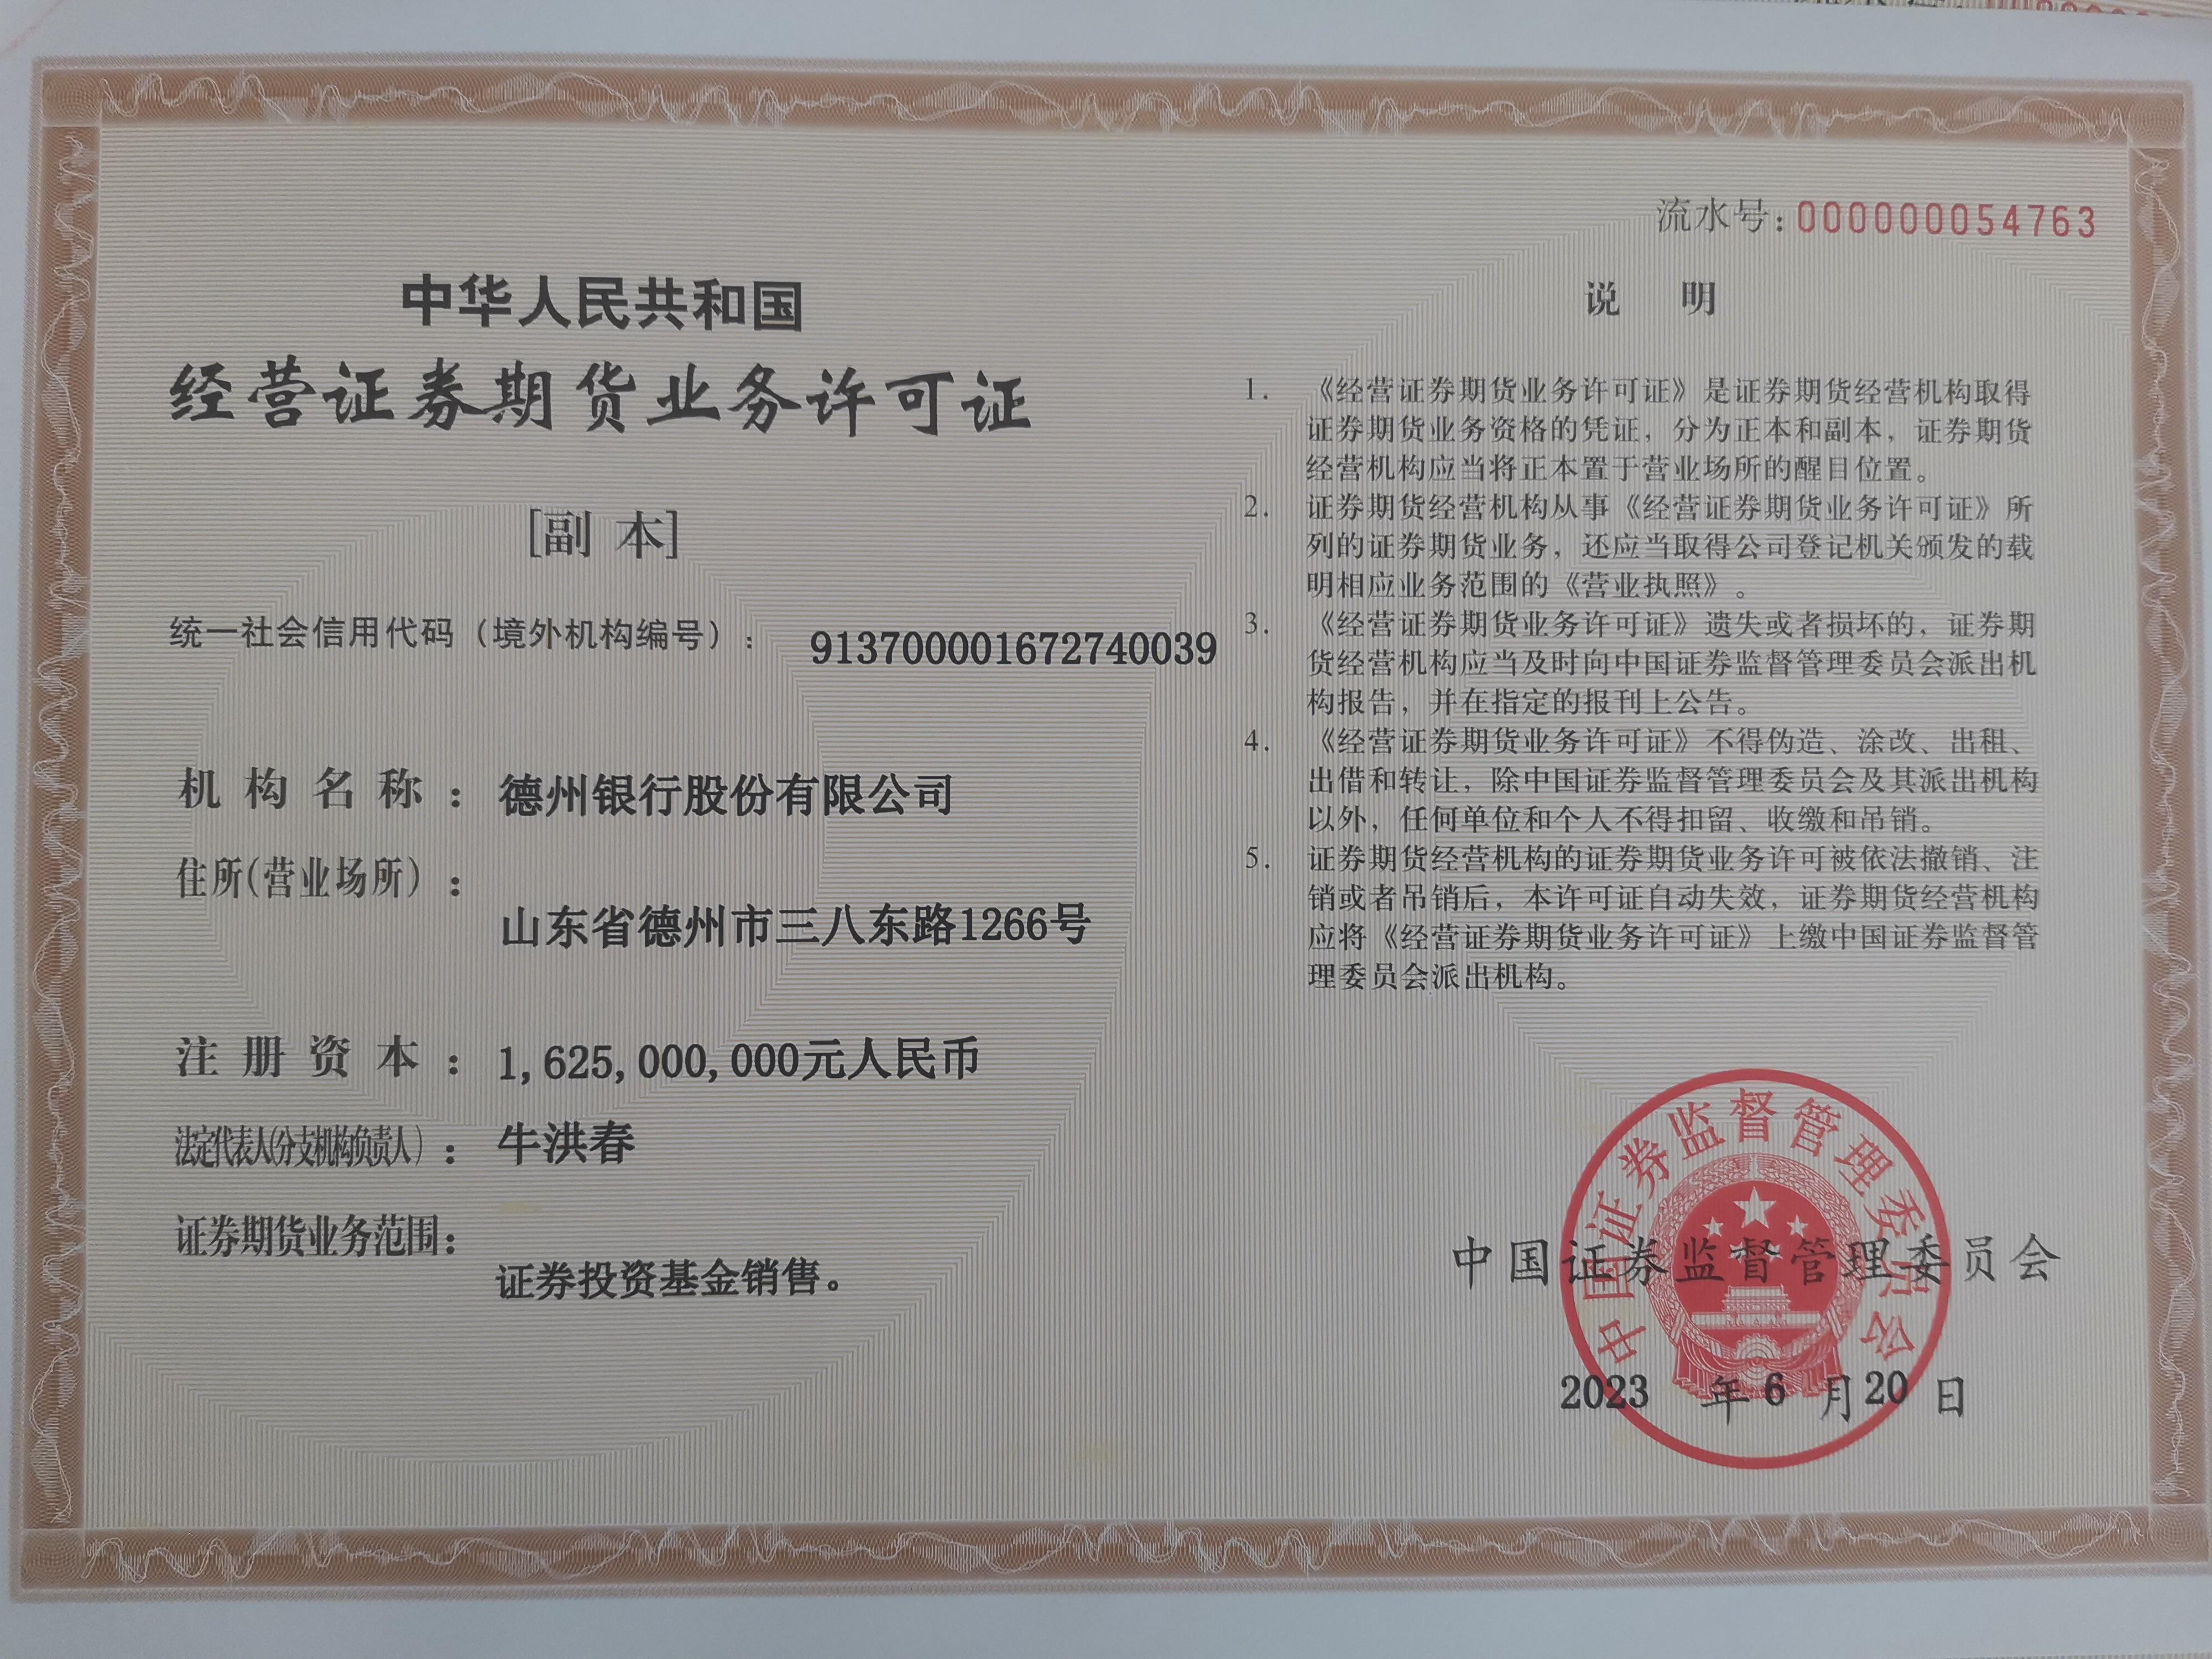 流水号:000000054763
中华人民共和国
经营证券期货业务许可证
[副 本]
统一社会信用代码（境外机构编号）： 913700001672740039
机构名称： 德州银行股份有限公司
住所(营业场所）：
山东省德州市三八东路1266号
注册资本： 1,625,000,000元人民币
法定代表人(分支机构负责人）： 牛洪春
证券期货业务范围：
证券投资基金销售。
说 明
1. 《经营证券期货业务许可证》是证券期货经营机构取得
证券期货业务资格的凭证，分为正本和副本，证券期货
经营机构应当将正本置于营业场所的醒目位置。
2. 证券期货经营机构从事《经营证券期货业务许可证》所
列的证券期货业务，还应当取得公司登记机关颁发的载
明相应业务范围的《营业执照》。
3. 《经营证券期货业务许可证》遗失或者损坏的，证券期
货经营机构应当及时向中国证券监督管理委员会派出机
构报告，并在指定的报刊上公告。
4. 《经营证券期货业务许可证》不得伪造、涂改、出租、
出借和转让，除中国证券监督管理委员会及其派出机构
以外，任何单位和个人不得扣留、收缴和吊销。
5. 证券期货经营机构的证券期货业务许可被依法撤销、注
销或者吊销后，本许可证自动失效，证券期货经营机构
应将《经营证券期货业务许可证》上缴中国证券监督管
理委员会派出机构。
中国证券监督管理委员会
中国证券监督管理委员会
2023 年 6 月 20 日